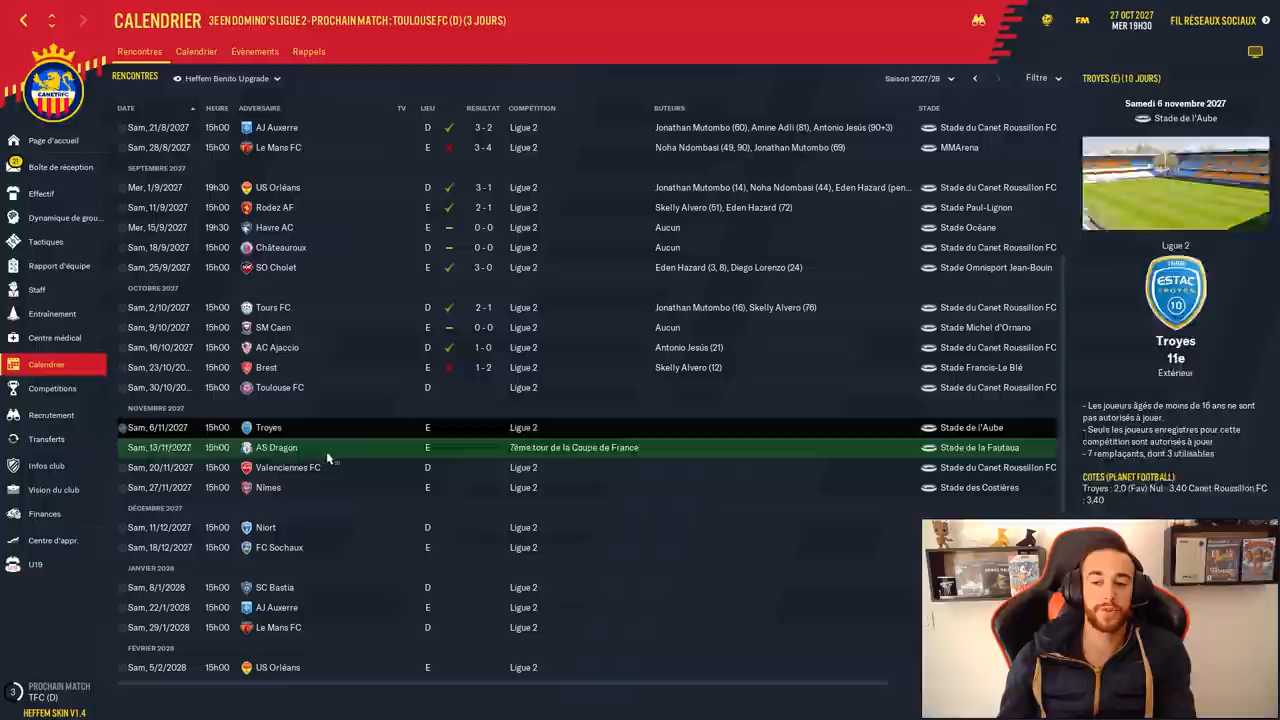 CALENDRIER 3E EN DOMINO'S LIGUE 2 - PROCHAIN MATCH : TOULOUSE FC (D) (3 JOURS)
FM 27 OCT 2027 MER 19H30 FIL RÉSEAUX SOCIAUX
Rencontres Calendrier Évènements Rappels
CANET RFC
RENCONTRES Heffem Benito Upgrade Saison 2027/28 Filtre
DATE HEURE ADVERSAIRE TV LIEU RÉSULTAT COMPÉTITION BUTEURS STADE
Sam, 21/8/2027 15h00 AJ Auxerre D 3 - 2 Ligue 2 Jonathan Mutombo (60), Amine Adli (81), Antonio Jesús (90+3) Stade du Canet Roussillon FC
Sam, 28/8/2027 15h00 Le Mans FC E 3 - 4 Ligue 2 Noha Ndombasi (49, 90), Jonathan Mutombo (69) MMArena
SEPTEMBRE 2027
Mer, 1/9/2027 19h30 US Orléans D 3 - 1 Ligue 2 Jonathan Mutombo (14), Noha Ndombasi (44), Eden Hazard (pen... Stade du Canet Roussillon FC
Sam, 11/9/2027 15h00 Rodez AF E 2 - 1 Ligue 2 Skelly Alvero (51), Eden Hazard (72) Stade Paul-Lignon
Mer, 15/9/2027 19h30 Havre AC E 0 - 0 Ligue 2 Aucun Stade Océane
Sam, 18/9/2027 15h00 Châteauroux D 0 - 0 Ligue 2 Aucun Stade du Canet Roussillon FC
Sam, 25/9/2027 15h00 SO Cholet E 3 - 0 Ligue 2 Eden Hazard (3, 8), Diego Lorenzo (24) Stade Omnisport Jean-Bouin
OCTOBRE 2027
Sam, 2/10/2027 15h00 Tours FC D 2 - 1 Ligue 2 Jonathan Mutombo (16), Skelly Alvero (76) Stade du Canet Roussillon FC
Sam, 9/10/2027 15h00 SM Caen E 0 - 0 Ligue 2 Aucun Stade Michel d'Ornano
Sam, 16/10/2027 15h00 AC Ajaccio D 1 - 0 Ligue 2 Antonio Jesús (21) Stade du Canet Roussillon FC
Sam, 23/10/20... 15h00 Brest E 1 - 2 Ligue 2 Skelly Alvero (12) Stade Francis-Le Blé
Sam, 30/10/20... 15h00 Toulouse FC D Ligue 2 Stade du Canet Roussillon FC
NOVEMBRE 2027
Sam, 6/11/2027 15h00 Troyes E Ligue 2 Stade de l'Aube
Sam, 13/11/2027 15h00 AS Dragon E 7ème tour de la Coupe de France Stade de la Fautaua
Sam, 20/11/2027 15h00 Valenciennes FC D Ligue 2 Stade du Canet Roussillon FC
Sam, 27/11/2027 15h00 Nîmes E Ligue 2 Stade des Costières
DÉCEMBRE 2027
Sam, 11/12/2027 15h00 Niort D Ligue 2
Sam, 18/12/2027 15h00 FC Sochaux E Ligue 2
JANVIER 2028
Sam, 8/1/2028 15h00 SC Bastia D Ligue 2
Sam, 22/1/2028 15h00 AJ Auxerre E Ligue 2
Sam, 29/1/2028 15h00 Le Mans FC D Ligue 2
FÉVRIER 2028
Sam, 5/2/2028 15h00 US Orléans E Ligue 2
Page d'accueil
21
Boîte de réception
Effectif
Dynamique de grou...
Tactiques
Rapport d'équipe
Staff
Entraînement
Centre médical
Calendrier
Compétitions
Recrutement
Transferts
Infos club
Vision du club
Finances
Centre d'appr.
U19
3 PROCHAIN MATCH
TFC (D)
HEFFEM SKIN V1.4
TROYES (E) (10 JOURS)
Samedi 6 novembre 2027
Stade de l'Aube
Ligue 2
ESTAC
TROYES
10
Troyes
11e
Extérieur
- Les joueurs âgés de moins de 16 ans ne sont
pas autorisés à jouer.
- Seuls les joueurs enregistrés pour cette
compétition sont autorisés à jouer
- 7 remplaçants, dont 3 utilisables
COTES (PLANET FOOTBALL)
Troyes : 2,0 (Fav) Nul : 3,40 Canet Roussillon FC
: 3,40